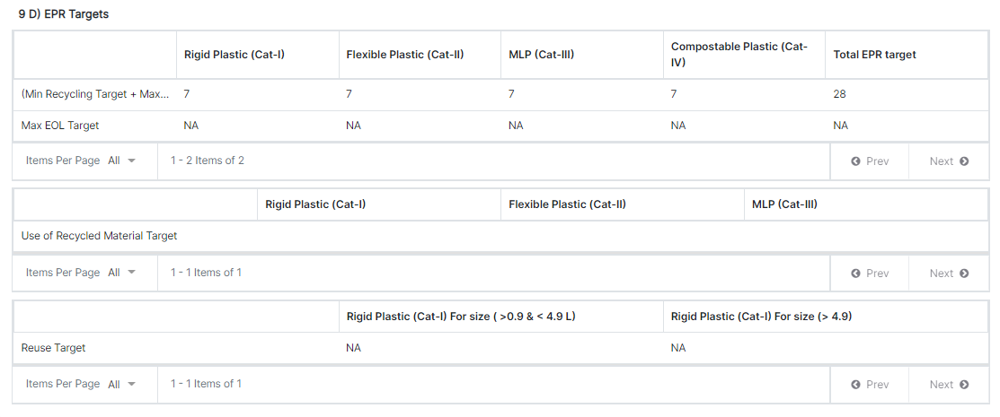 9 D) EPR Targets
Rigid Plastic (Cat-I) Flexible Plastic (Cat-II) MLP (Cat-III) Compostable Plastic (Cat-IV) Total EPR target
(Min Recycling Target + Max... 7 7 7 7 28
Max EOL Target NA NA NA NA NA
Items Per Page All 1 - 2 Items of 2 Prev Next
Rigid Plastic (Cat-I) Flexible Plastic (Cat-II) MLP (Cat-III)
Use of Recycled Material Target
Items Per Page All 1 - 1 Items of 1 Prev Next
Rigid Plastic (Cat-I) For size ( >0.9 & < 4.9 L) Rigid Plastic (Cat-I) For size (> 4.9)
Reuse Target NA NA
Items Per Page All 1 - 1 Items of 1 Prev Next